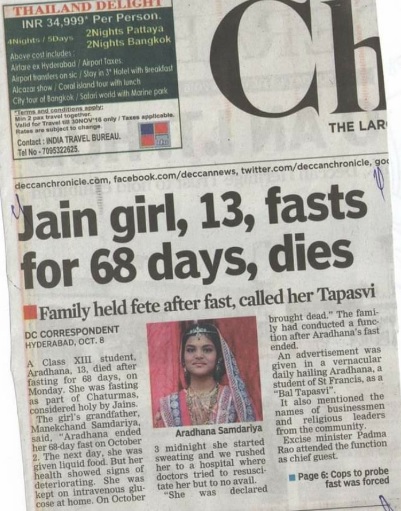 THAILAND DELIGHT
INR 34,999* Per Person.
4Nights / 5Days
2Nights Pattaya
2Nights Bangkok
Above cost includes :
Airfare ex Hyderabad / Airport Taxes.
Airport transfers on sic / Stay in 3* Hotel with Breakfast
Alcazar show / Coral island tour with lunch
City tour of Bangkok / Safari world with Marine park
*Terms and conditions apply:
Min 2 pax travel together.
Valid for Travel till 30NOV'16 only / Taxes applicable.
Rates are subject to change
Contact : INDIA TRAVEL BUREAU.
Tel No - 7095322625.
Ch
THE LAR
deccanchronicle.com, facebook.com/deccannews, twitter.com/deccanchronicle, goo
Jain girl, 13, fasts
for 68 days, dies
Family held fete after fast, called her Tapasvi
DC CORRESPONDENT
HYDERABAD, OCT. 8
A Class XIII student,
Aradhana, 13, died after
fasting for 68 days, on
Monday. She was fasting
as part of Chaturmas,
considered holy by Jains.
The girl's grandfather,
Manekchand Samdariya,
said, "Aradhana ended
her 68-day fast on October
2. The next day, she was
given liquid food. But her
health showed signs of
deteriorating. She was
kept on intravenous glu-
cose at home. On October
Aradhana Samdariya
3 midnight she started
sweating and we rushed
her to a hospital where
doctors tried to resusci-
tate her but to no avail.
"She was declared
brought dead." The fami-
ly had conducted a func-
tion after Aradhana's fast
ended.
An advertisement was
given in a vernacular
daily hailing Aradhana, a
student of St Francis, as a
"Bal Tapasvi".
It also mentioned the
names of businessmen
and religious leaders
from the community.
Excise minister Padma
Rao attended the function
as chief guest.
Page 6: Cops to probe
fast was forced